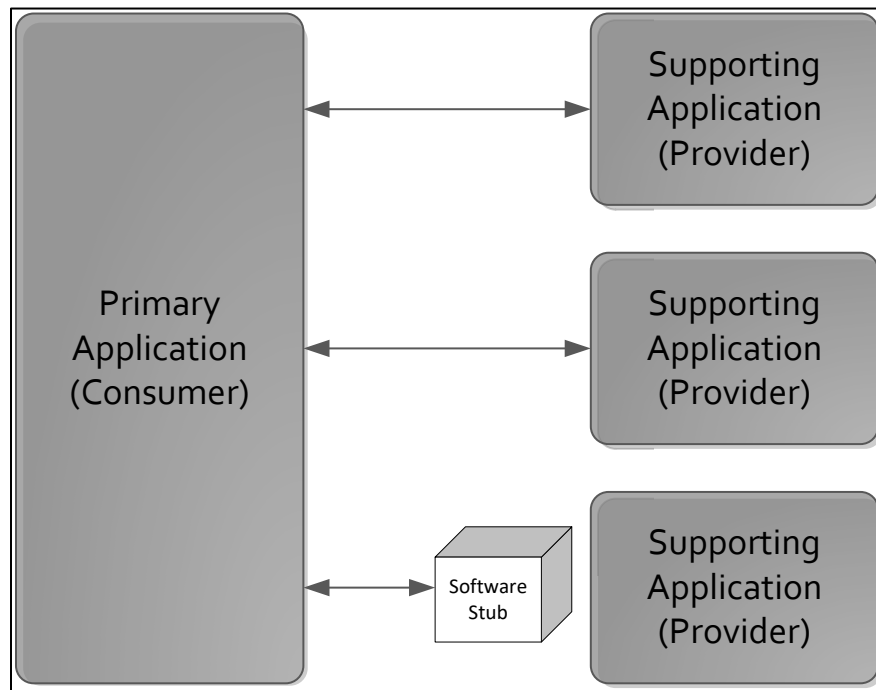 Primary
Application
(Consumer)
Supporting
Application
(Provider)
Supporting
Application
(Provider)
Software
Stub
Supporting
Application
(Provider)